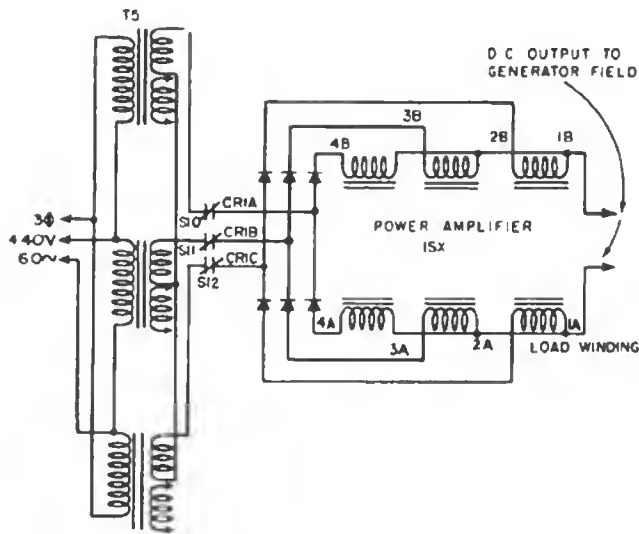 T5
D.C OUTPUT TO
GENERATOR FIELD
3B
4B
2B
1B
CR1A
S10
3ϕ
440V
60~
CR1B
S11
CR1C
S12
POWER AMPLIFIER
15X
4A
3A
2A
1A
LOAD WINDING